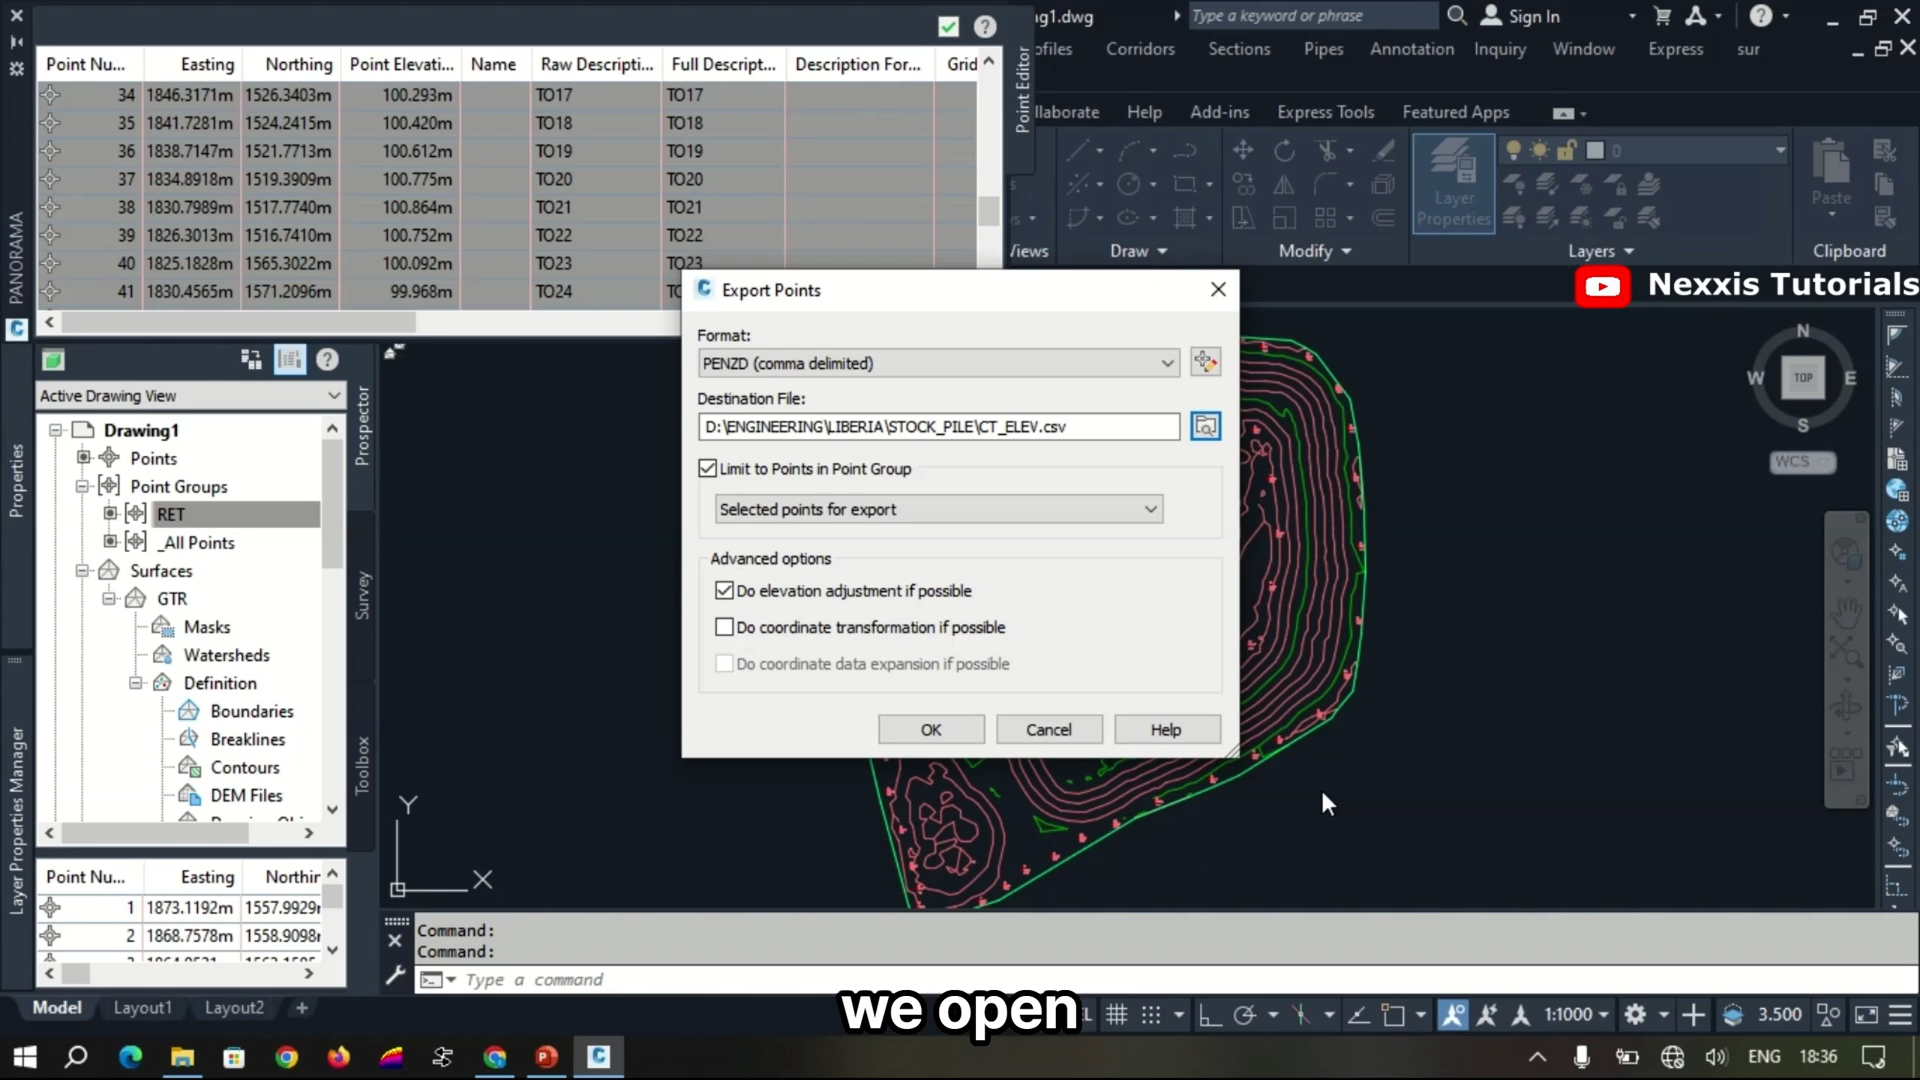 ng1.dwg
Type a keyword or phrase
Sign In
ofiles Corridors Sections Pipes Annotation Inquiry Window Express sur
llaborate Help Add-ins Express Tools Featured Apps
Point Nu... Easting Northing Point Elevati... Name Raw Descripti... Full Descript... Description For... Grid
34 1846.3171m 1526.3403m 100.293m TO17 TO17
35 1841.7281m 1524.2415m 100.420m TO18 TO18
36 1838.7147m 1521.7713m 100.612m TO19 TO19
37 1834.8918m 1519.3909m 100.775m TO20 TO20
38 1830.7989m 1517.7740m 100.864m TO21 TO21
39 1826.3013m 1516.7410m 100.752m TO22 TO22
40 1825.1828m 1565.3022m 100.092m TO23 TO23
41 1830.4565m 1571.2096m 99.968m TO24
Point Editor
PANORAMA
0
Layer Properties
Paste
Views Draw Modify Layers Clipboard
Nexxis Tutorials
Export Points
Format:
PENZD (comma delimited)
Destination File:
D:\ENGINEERING\LIBERIA\STOCK_PILE\CT_ELEV.csv
Limit to Points in Point Group
Selected points for export
Advanced options
Do elevation adjustment if possible
Do coordinate transformation if possible
Do coordinate data expansion if possible
OK Cancel Help
Active Drawing View
Drawing1
Points
Point Groups
RET
_All Points
Surfaces
GTR
Masks
Watersheds
Definition
Boundaries
Breaklines
Contours
DEM Files
Prospector
Survey
Toolbox
Properties
Layer Properties Manager
Point Nu... Easting Northin
1 1873.1192m 1557.9929m
2 1868.7578m 1558.9098m
N
W TOP E
S
WCS
Y
X
Command:
Command:
Type a command
we open
Model Layout1 Layout2
1:1000
3.500
ENG 18:36